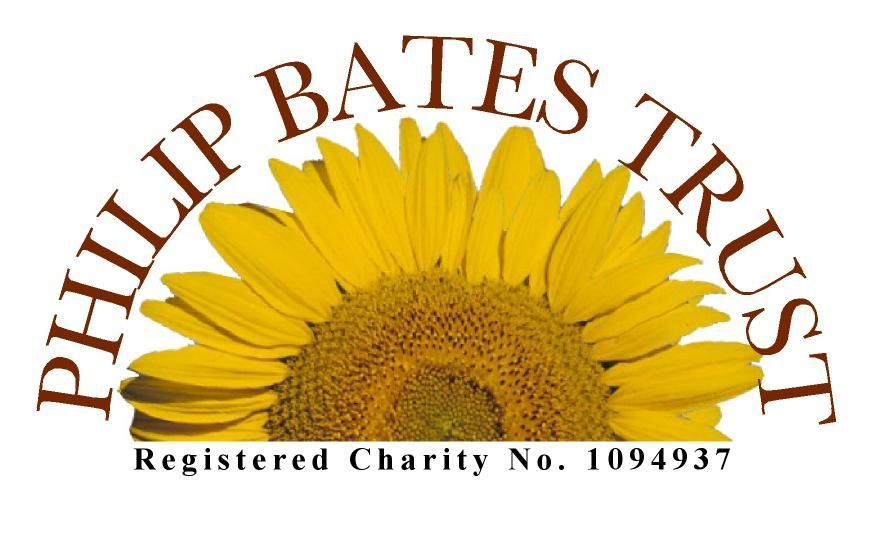 PHILIP BATES TRUST
Registered Charity No. 1094937